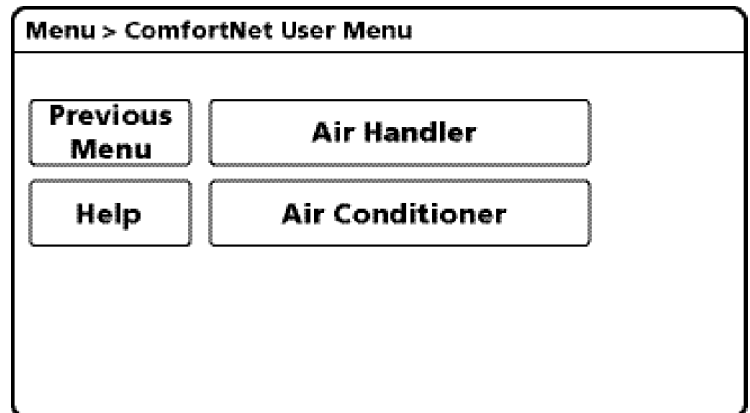 Menu > ComfortNet User Menu
Previous
Menu
Air Handler
Help
Air Conditioner